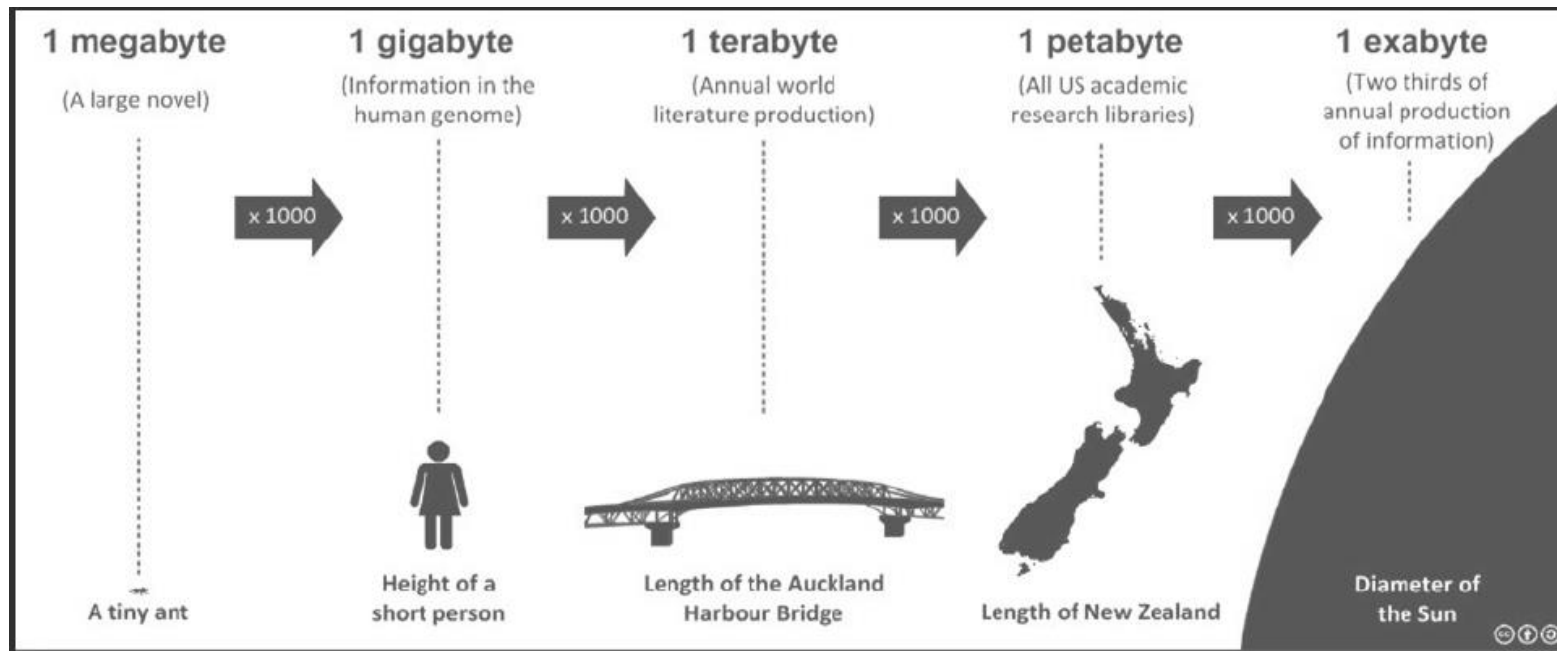 1 megabyte
(A large novel)
1 gigabyte
(Information in the
human genome)
1 terabyte
(Annual world
literature production)
1 petabyte
(All US academic
research libraries)
1 exabyte
(Two thirds of
annual production
of information)
x 1000
x 1000
x 1000
x 1000
A tiny ant
Height of a
short person
Length of the Auckland
Harbour Bridge
Length of New Zealand
Diameter of
the Sun
cc